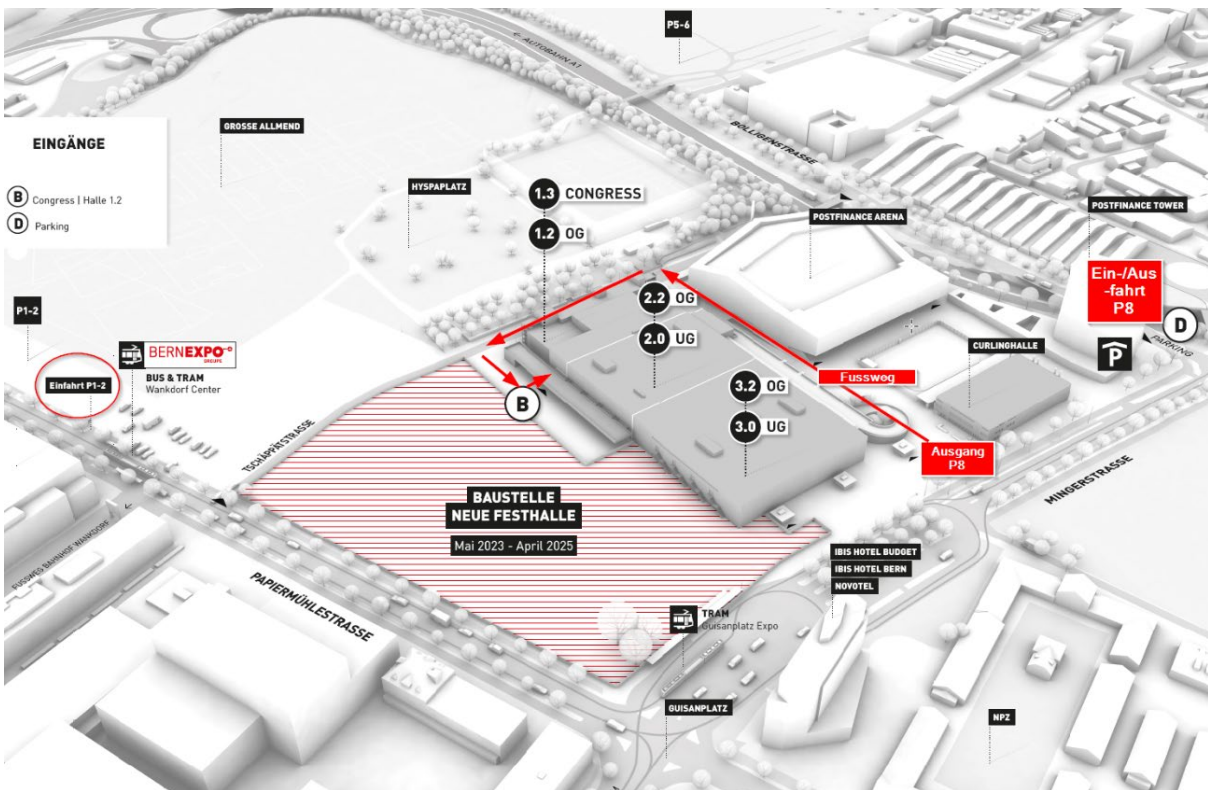 P5-6
← AUTOBAHN A1
EINGÄNGE
B Congress | Halle 1.2
D Parking
GROSSE ALLMEND
BOLLIGENSTRASSE
HYSPAPLATZ
1.3 CONGRESS
1.2 OG
POSTFINANCE ARENA
POSTFINANCE TOWER
Ein-/Aus
-fahrt
P8
D
PARKING
P
2.2 OG
2.0 UG
P1-2
BERNEXPO
GROUPE
Einfahrt P1-2
BUS & TRAM
Wankdorf Center
CURLINGHALLE
Fussweg
3.2 OG
3.0 UG
B
Ausgang
P8
TSCHÄPPÄTSTRASSE
MINGERSTRASSE
BAUSTELLE
NEUE FESTHALLE
Mai 2023 - April 2025
FUSSWEG BAHNHOF WANKDORF
PAPIERMÜHLESTRASSE
IBIS HOTEL BUDGET
IBIS HOTEL BERN
NOVOTEL
TRAM
Guisanplatz Expo
GUISANPLATZ
NPZ